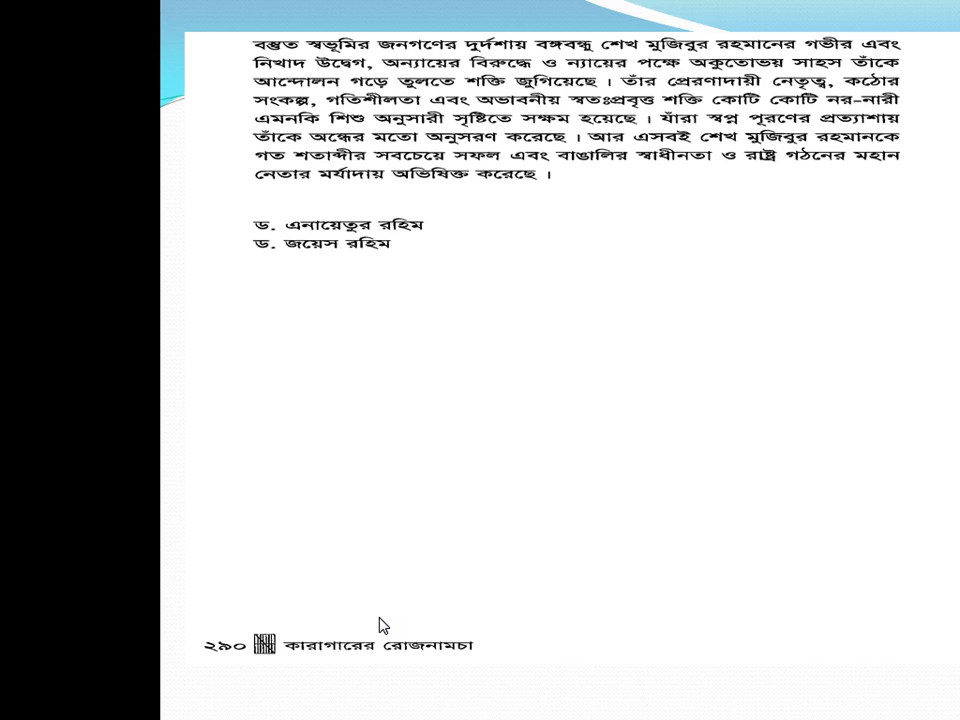 বস্তুত স্বভূমির জনগণের দুর্দশায় বঙ্গবন্ধু শেখ মুজিবুর রহমানের গভীর এবং
নিখাদ উদ্বেগ, অন্যায়ের বিরুদ্ধে ও ন্যায়ের পক্ষে অকুতোভয় সাহস তাঁকে
আন্দোলন গড়ে তুলতে শক্তি জুগিয়েছে। তাঁর প্রেরণাদায়ী নেতৃত্ব, কঠোর
সংকল্প, গতিশীলতা এবং অভাবনীয় স্বতঃপ্রবৃত্ত শক্তি কোটি কোটি নর-নারী
এমনকি শিশু অনুসারী সৃষ্টিতে সক্ষম হয়েছে। যাঁরা স্বপ্ন পূরণের প্রত্যাশায়
তাঁকে অন্ধের মতো অনুসরণ করেছে। আর এসবই শেখ মুজিবুর রহমানকে
গত শতাব্দীর সবচেয়ে সফল এবং বাঙালির স্বাধীনতা ও রাষ্ট্র গঠনের মহান
নেতার মর্যাদায় অভিষিক্ত করেছে।
ড. এনায়েতুর রহিম
ড. জয়েস রহিম
২৯০ কারাগারের রোজনামচা